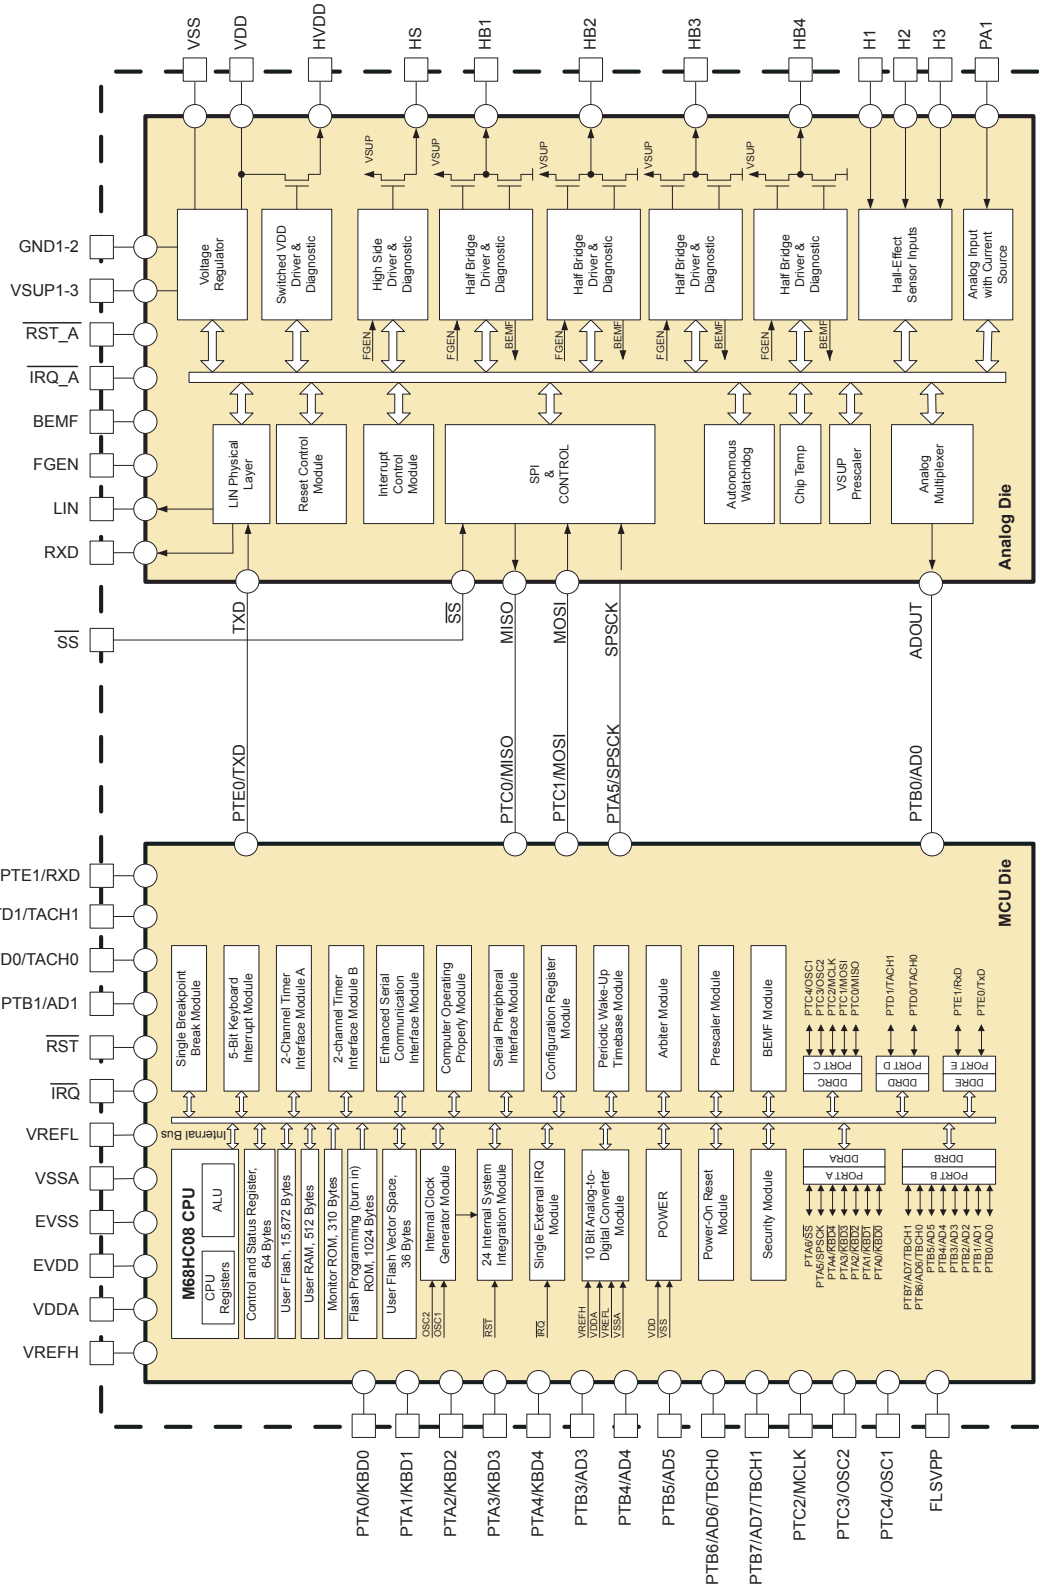 VSS
VDD
HVDD
HS
HB1
HB2
HB3
HB4
H1
H2
H3
PA1
GND1-2
VSUP1-3
RST_A
IRQ_A
BEMF
FGEN
LIN
RXD
SS
VSUP
VSUP
VSUP
VSUP
VSUP
Voltage
Regulator
Switched VDD
Driver &
Diagnostic
High Side
Driver &
Diagnostic
Half Bridge
Driver &
Diagnostic
Half Bridge
Driver &
Diagnostic
Half Bridge
Driver &
Diagnostic
Half Bridge
Driver &
Diagnostic
Hall-Effect
Sensor Inputs
Analog Input
with Current
Source
FGEN
FGEN
BEMF
FGEN
BEMF
FGEN
BEMF
FGEN
BEMF
LIN Physical
Layer
Reset Control
Module
Interrupt
Control
Module
SPI
&
CONTROL
Autonomous
Watchdog
Chip Temp
VSUP
Prescaler
Analog
Multiplexer
Analog Die
TXD
SS
MISO
MOSI
SPSCK
ADOUT
PTE0/TXD
PTC0/MISO
PTC1/MOSI
PTA5/SPSCK
PTB0/AD0
PTE1/RXD
TD1/TACH1
D0/TACH0
PTB1/AD1
RST
IRQ
VREFL
VSSA
EVSS
EVDD
VDDA
VREFH
MCU Die
Single Breakpoint
Break Module
5-Bit Keyboard
Interrupt Module
2-Channel Timer
Interface Module A
2-channel Timer
Interface Module B
Enhanced Serial
Communication
Interface Module
Computer Operating
Properly Module
Serial Pheripheral
Interface Module
Configuration Register
Module
Periodic Wake-Up
Timebase Module
Arbiter Module
Prescaler Module
BEMF Module
PTC4/OSC1
PTC3/OSC2
PTC2/MCLK
PTC1/MOSI
PTC0/MISO
PORT C
DDRC
PTD1/TACH1
PTD0/TACH0
PORT D
DDRD
PTE1/RxD
PTE0/TxD
PORT E
DDRE
Internal Bus
M68HC08 CPU
CPU
Registers
ALU
Control and Status Register,
64 Bytes
User Flash, 15,872 Bytes
User RAM, 512 Bytes
Monitor ROM, 310 Bytes
Flash Programming (burn in)
ROM, 1024 Bytes
User Flash Vector Space,
36 Bytes
Internal Clock
Generator Module
OSC2
OSC1
24 Internal System
Integration Module
RST
Single External IRQ
Module
IRQ
10 Bit Analog-to-
Digital Converter
Module
VREFH
VDDA
VREFL
VSSA
POWER
VDD
VSS
Power-On Reset
Module
Security Module
DDRA
PORT A
PTA6/SS
PTA5/SPSCK
PTA4/KBD4
PTA3/KBD3
PTA2/KBD2
PTA1/KBD1
PTA0/KBD0
DDRB
PORT B
PTB7/AD7/TBCH1
PTB6/AD6/TBCH0
PTB5/AD5
PTB4/AD4
PTB3/AD3
PTB2/AD2
PTB1/AD1
PTB0/AD0
PTA0/KBD0
PTA1/KBD1
PTA2/KBD2
PTA3/KBD3
PTA4/KBD4
PTB3/AD3
PTB4/AD4
PTB5/AD5
PTB6/AD6/TBCH0
PTB7/AD7/TBCH1
PTC2/MCLK
PTC3/OSC2
PTC4/OSC1
FLSVPP